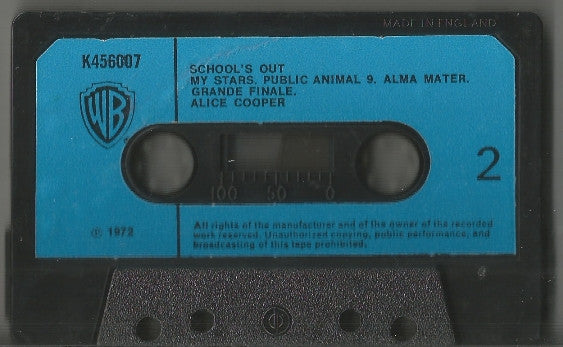 MADE IN ENGLAND
K456007
SCHOOL'S OUT
MY STARS. PUBLIC ANIMAL 9. ALMA MATER.
GRANDE FINALE.
ALICE COOPER
WB
®
2
100 50 0
℗ 1972
All rights of the manufacturer and of the owner of the recorded
work reserved. Unauthorized copying, public performance, and
broadcasting of this tape prohibited.